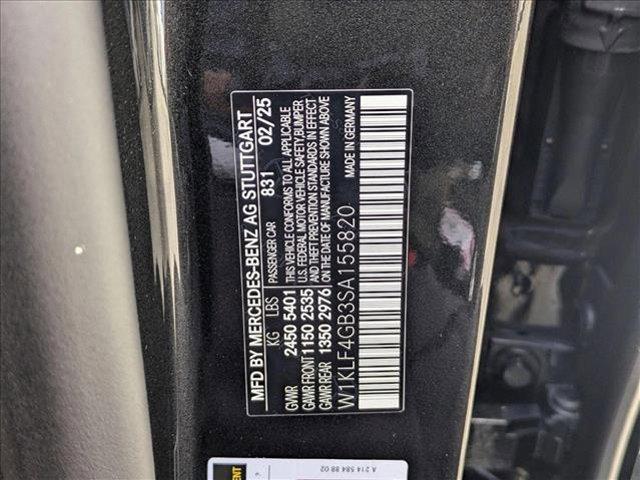 MFD BY MERCEDES-BENZ AG STUTTGART
PASSENGER CAR 831 02/25
KG LBS
GVWR 2450 5401
GAWR FRONT 1150 2535
GAWR REAR 1350 2976
THIS VEHICLE CONFORMS TO ALL APPLICABLE
U.S. FEDERAL MOTOR VEHICLE SAFETY,BUMPER
AND THEFT PREVENTION STANDARDS IN EFFECT
ON THE DATE OF MANUFACTURE SHOWN ABOVE
W1KLF4GB3SA155820 MADE IN GERMANY
A 214 584 88 02